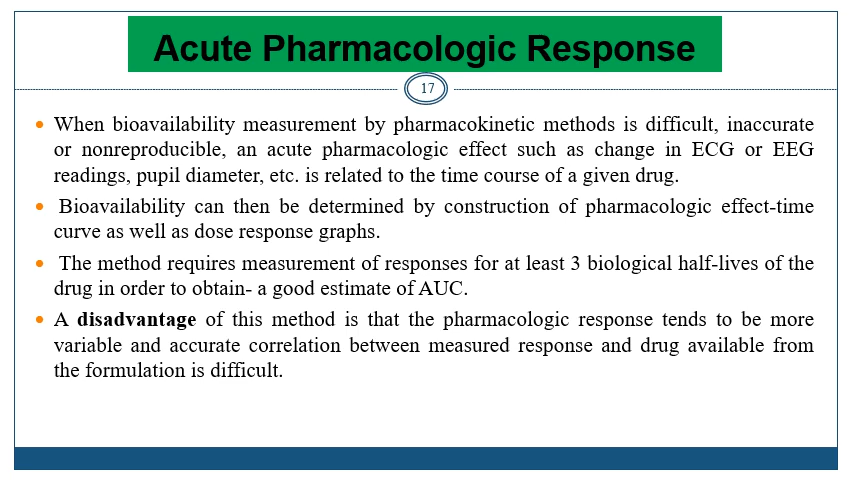 Acute Pharmacologic Response
17
• When bioavailability measurement by pharmacokinetic methods is difficult, inaccurate
or nonreproducible, an acute pharmacologic effect such as change in ECG or EEG
readings, pupil diameter, etc. is related to the time course of a given drug.
• Bioavailability can then be determined by construction of pharmacologic effect-time
curve as well as dose response graphs.
• The method requires measurement of responses for at least 3 biological half-lives of the
drug in order to obtain- a good estimate of AUC.
• A disadvantage of this method is that the pharmacologic response tends to be more
variable and accurate correlation between measured response and drug available from
the formulation is difficult.